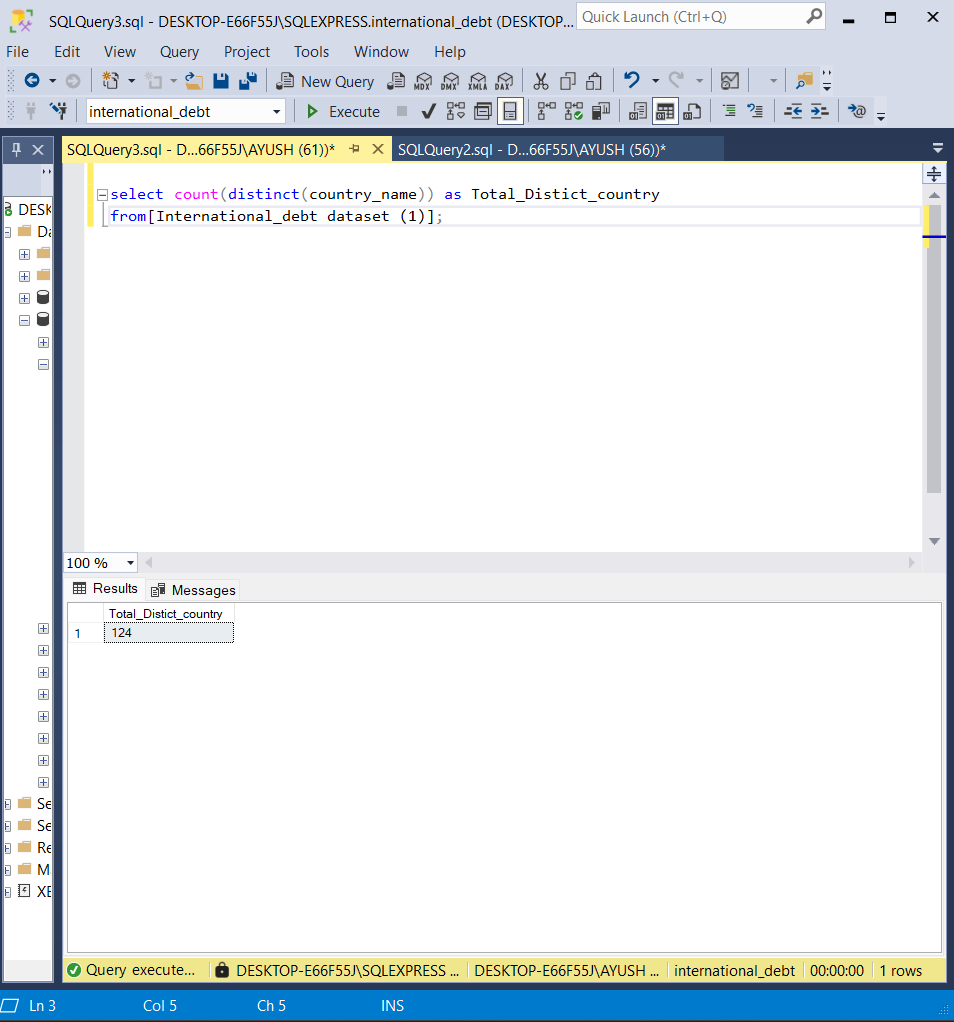 SQLQuery3.sql - DESKTOP-E66F55J\SQLEXPRESS.international_debt (DESKTOP...
Quick Launch (Ctrl+Q)
File Edit View Query Project Tools Window Help
New Query MDX DMX XMLA DAX
international_debt Execute
SQLQuery3.sql - D...66F55J\AYUSH (61))* SQLQuery2.sql - D...66F55J\AYUSH (56))*
select count(distinct(country_name)) as Total_Distict_country
from[International_debt dataset (1)];
DESK
Da
Se
Se
Re
M
XE
100 %
Results Messages
Total_Distict_country
1 124
Query execute... DESKTOP-E66F55J\SQLEXPRESS ... DESKTOP-E66F55J\AYUSH ... international_debt 00:00:00 1 rows
Ln 3 Col 5 Ch 5 INS